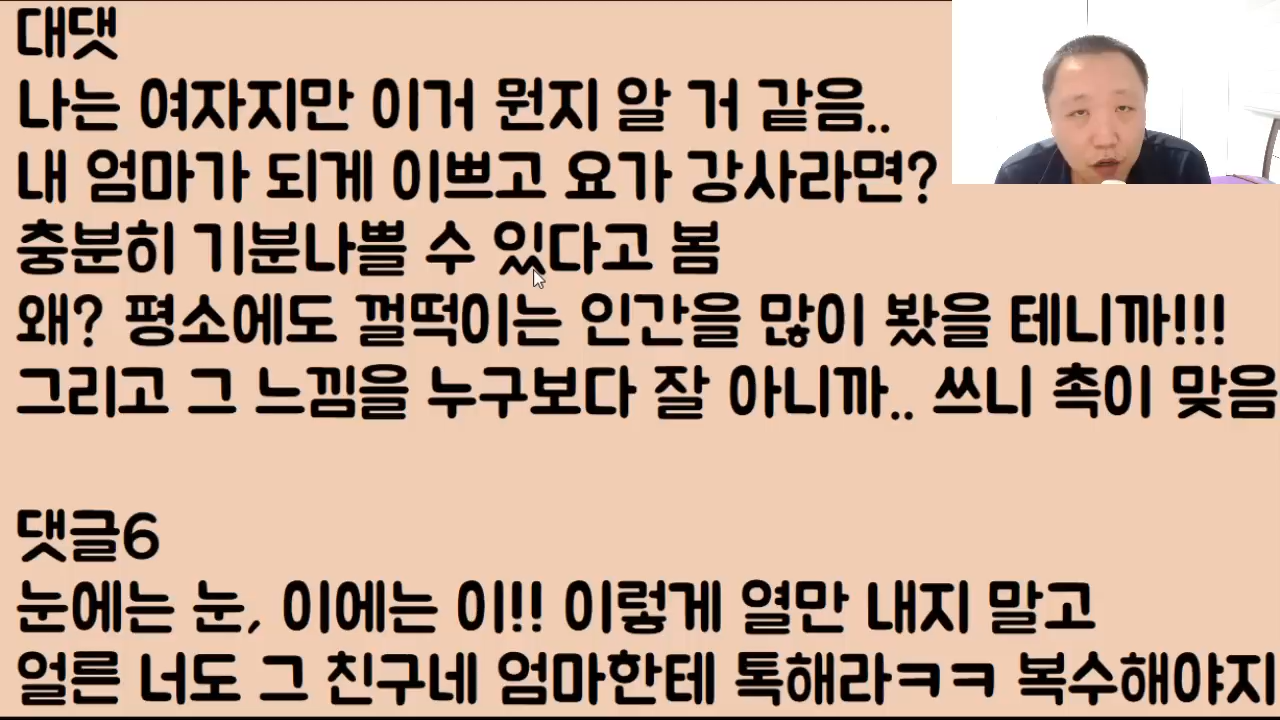 대댓
나는 여자지만 이거 뭔지 알 거 같음..
내 엄마가 되게 이쁘고 요가 강사라면?
충분히 기분나쁠 수 있다고 봄
왜? 평소에도 껄떡이는 인간을 많이 봤을 테니까!!!
그리고 그 느낌을 누구보다 잘 아니까.. 쓰니 촉이 맞음
댓글6
눈에는 눈, 이에는 이!! 이렇게 열만 내지 말고
얼른 너도 그 친구네 엄마한테 톡해라ㅋㅋ 복수해야지